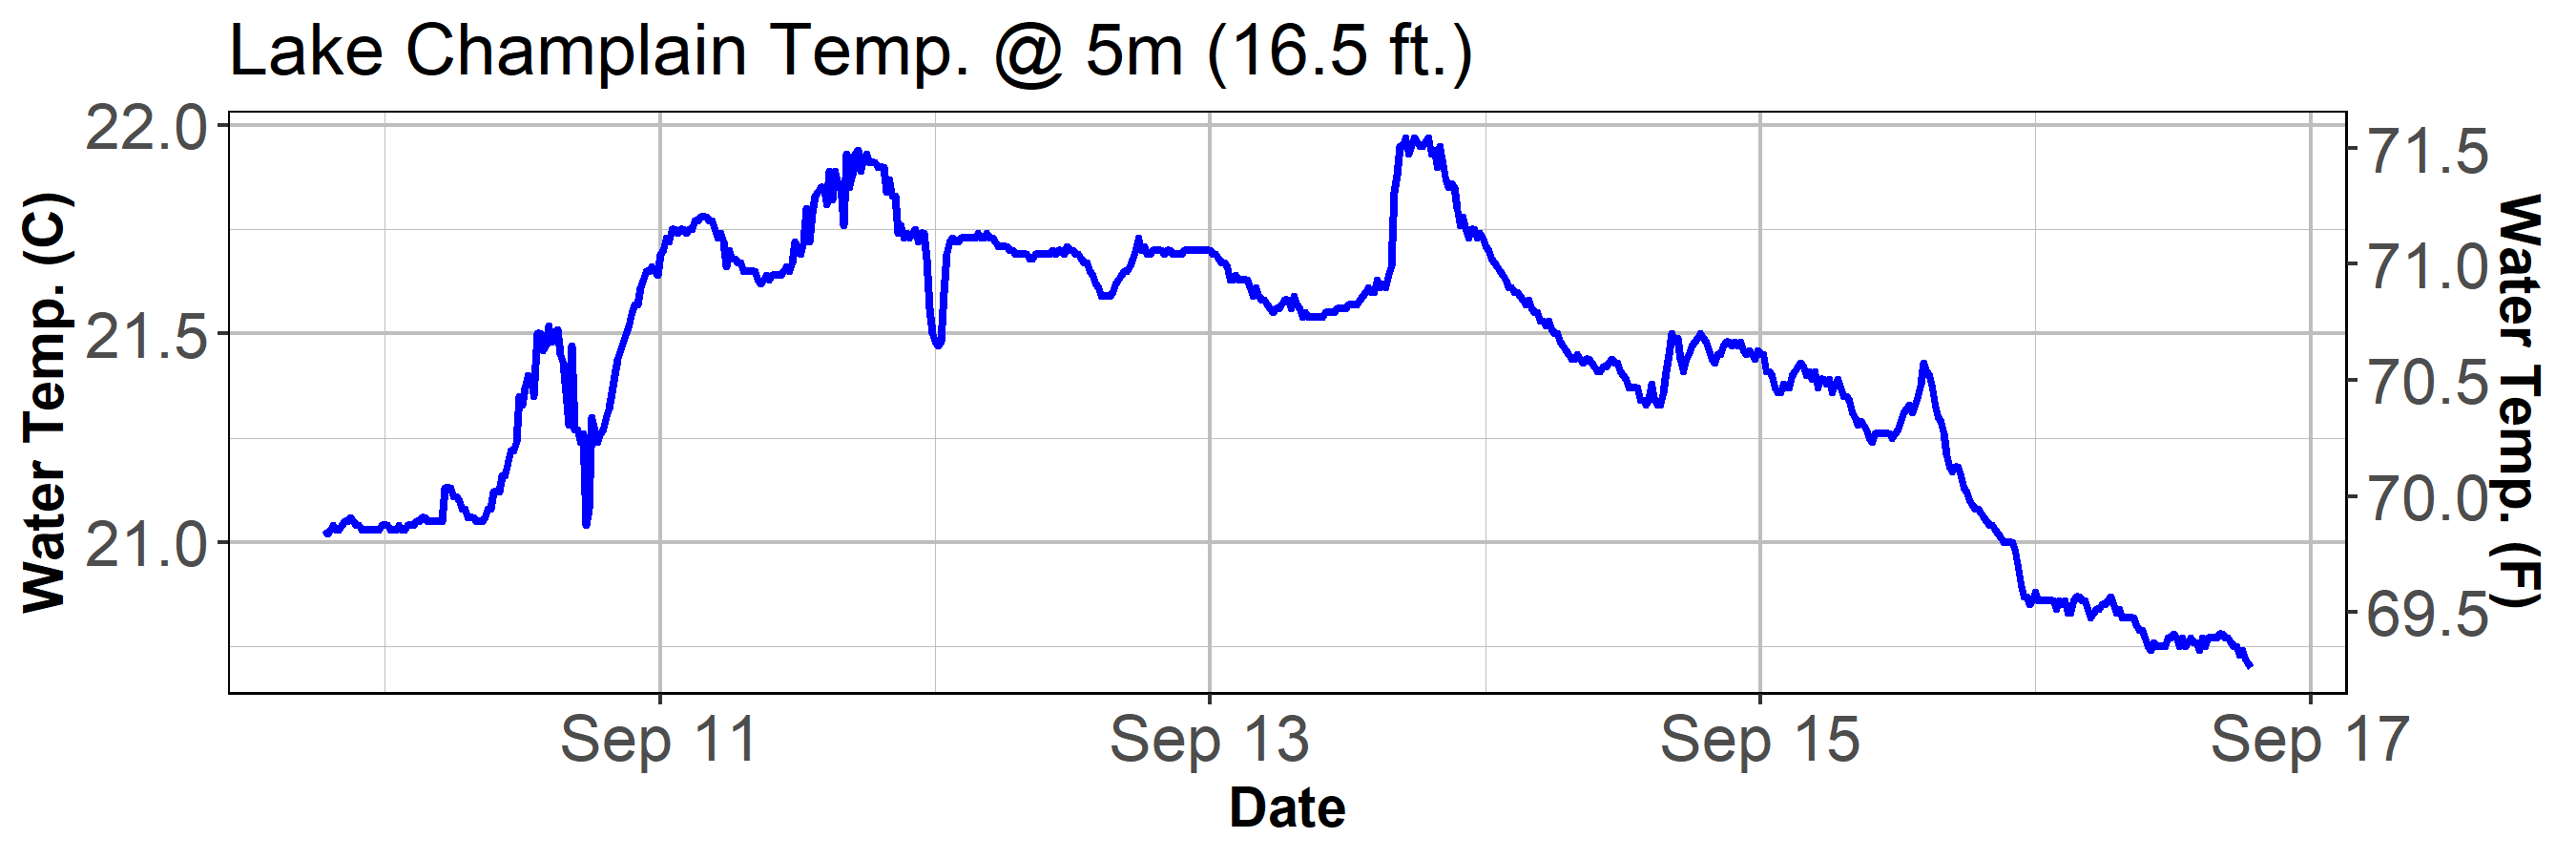 Lake Champlain Temp. @ 5m (16.5 ft.)
Water Temp. (C)
22.0
21.5
21.0
71.5
71.0
70.5
70.0
69.5
Water Temp. (F)
Sep 11
Sep 13
Sep 15
Sep 17
Date